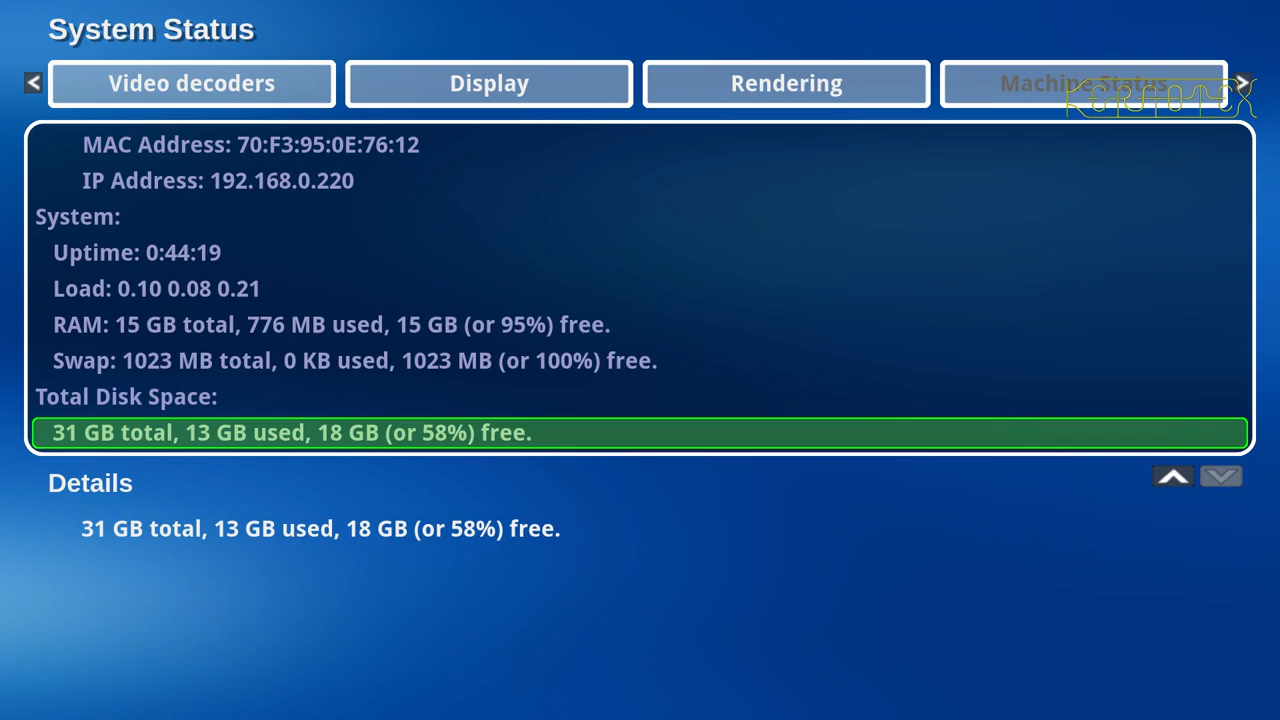 System Status
< Video decoders Display Rendering Machine Status >
KERATOTEX
MAC Address: 70:F3:95:0E:76:12
IP Address: 192.168.0.220
System:
Uptime: 0:44:19
Load: 0.10 0.08 0.21
RAM: 15 GB total, 776 MB used, 15 GB (or 95%) free.
Swap: 1023 MB total, 0 KB used, 1023 MB (or 100%) free.
Total Disk Space:
31 GB total, 13 GB used, 18 GB (or 58%) free.
Details
31 GB total, 13 GB used, 18 GB (or 58%) free.